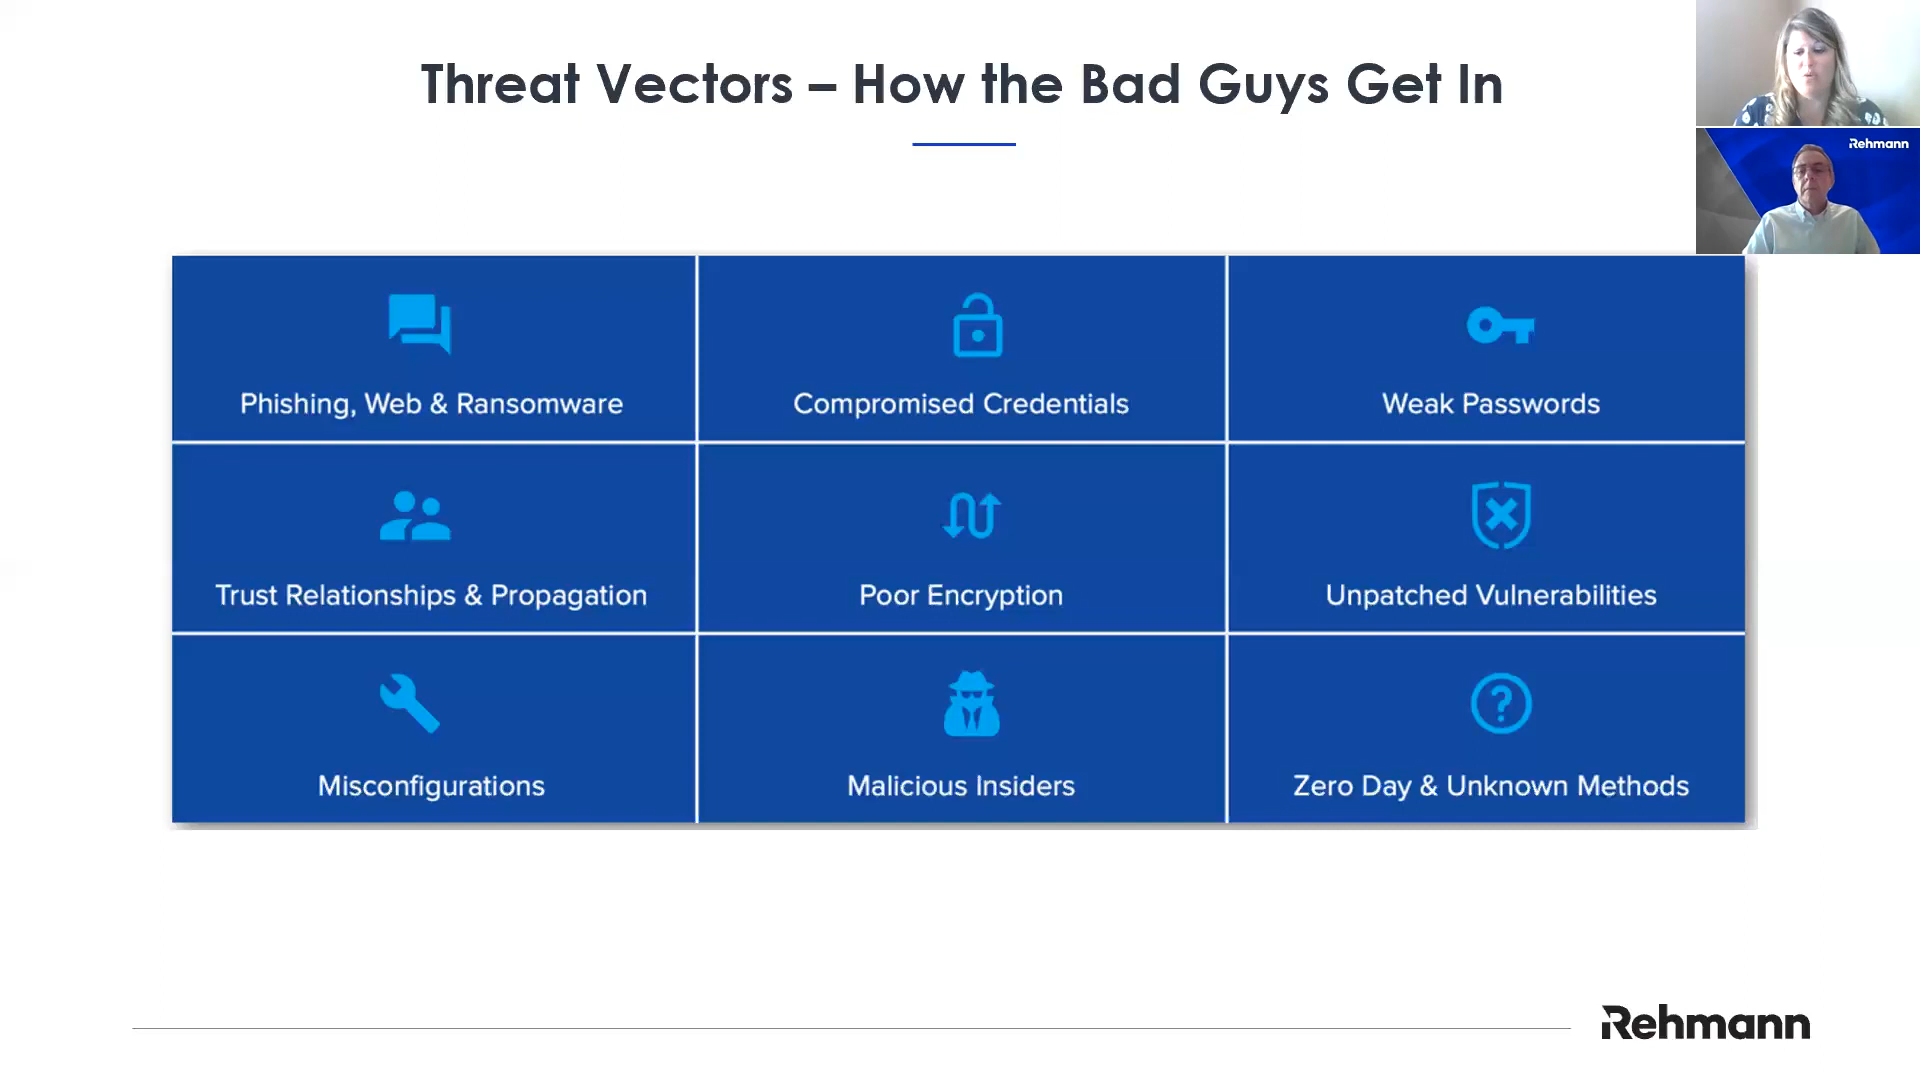 Threat Vectors – How the Bad Guys Get In
Rehmann
Phishing, Web & Ransomware
Compromised Credentials
Weak Passwords
Trust Relationships & Propagation
Poor Encryption
Unpatched Vulnerabilities
Misconfigurations
Malicious Insiders
Zero Day & Unknown Methods
Rehmann